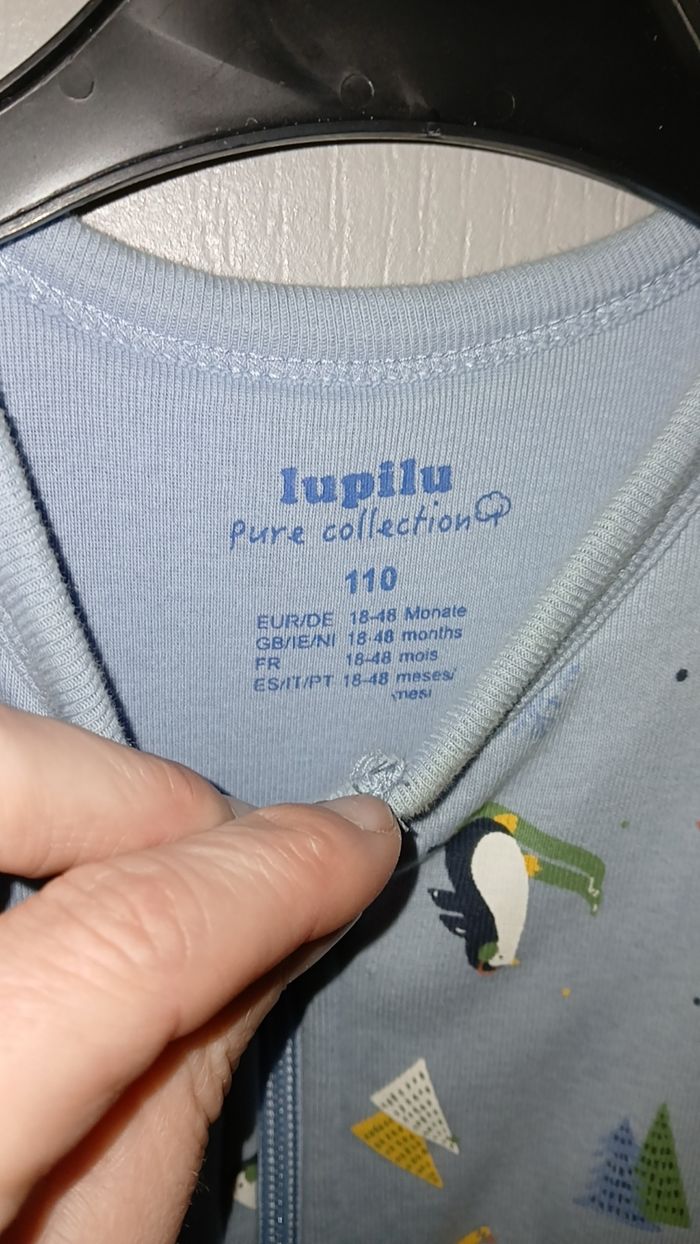 lupilu
pure collection
110
EUR/DE 18-48 Monate
GB/IE/NI 18-48 months
FR 18-48 mois
ES/IT/PT 18-48 meses/
mesi